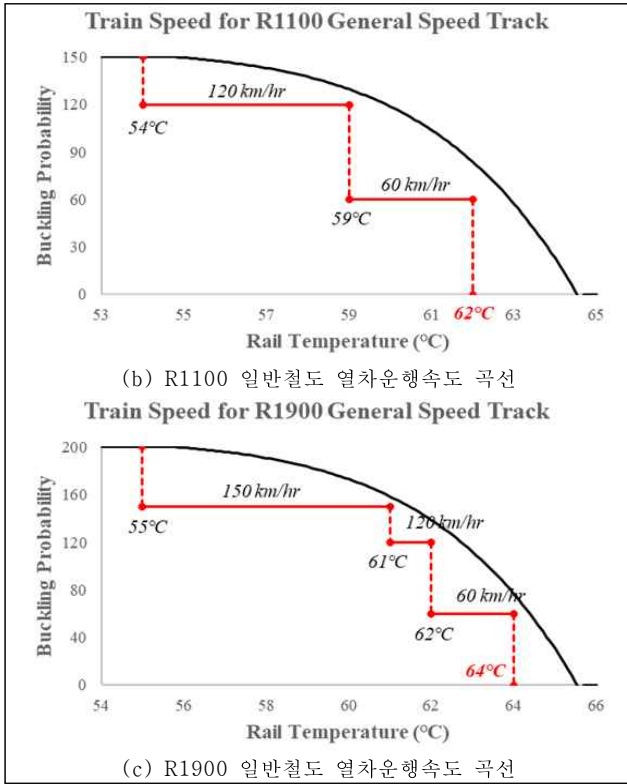 Train Speed for R1100 General Speed Track
Buckling Probability
150
120
90
60
30
0
120 km/hr
54°C
60 km/hr
59°C
62°C
53
55
57
59
61
63
65
Rail Temperature (°C)
(b) R1100 일반철도 열차운행속도 곡선
Train Speed for R1900 General Speed Track
Buckling Probability
200
160
120
80
40
0
150 km/hr
55°C
120 km/hr
61°C
60 km/hr
62°C
64°C
54
56
58
60
62
64
66
Rail Temperature (°C)
(c) R1900 일반철도 열차운행속도 곡선